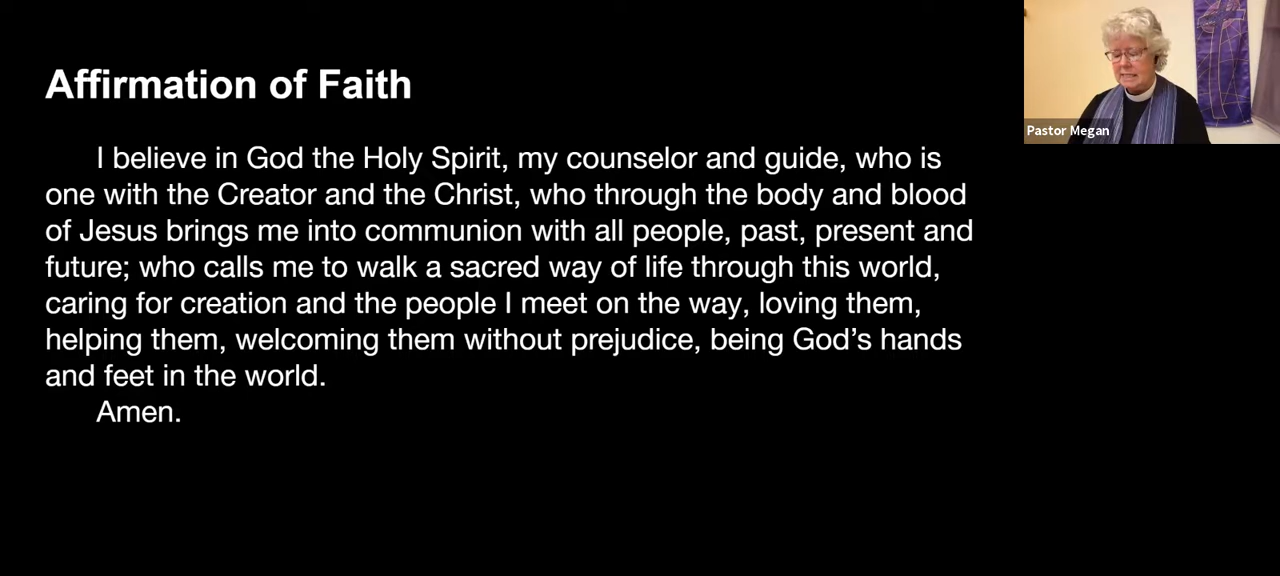 Affirmation of Faith
I believe in God the Holy Spirit, my counselor and guide, who is
one with the Creator and the Christ, who through the body and blood
of Jesus brings me into communion with all people, past, present and
future; who calls me to walk a sacred way of life through this world,
caring for creation and the people I meet on the way, loving them,
helping them, welcoming them without prejudice, being God’s hands
and feet in the world.
Amen.
Pastor Megan